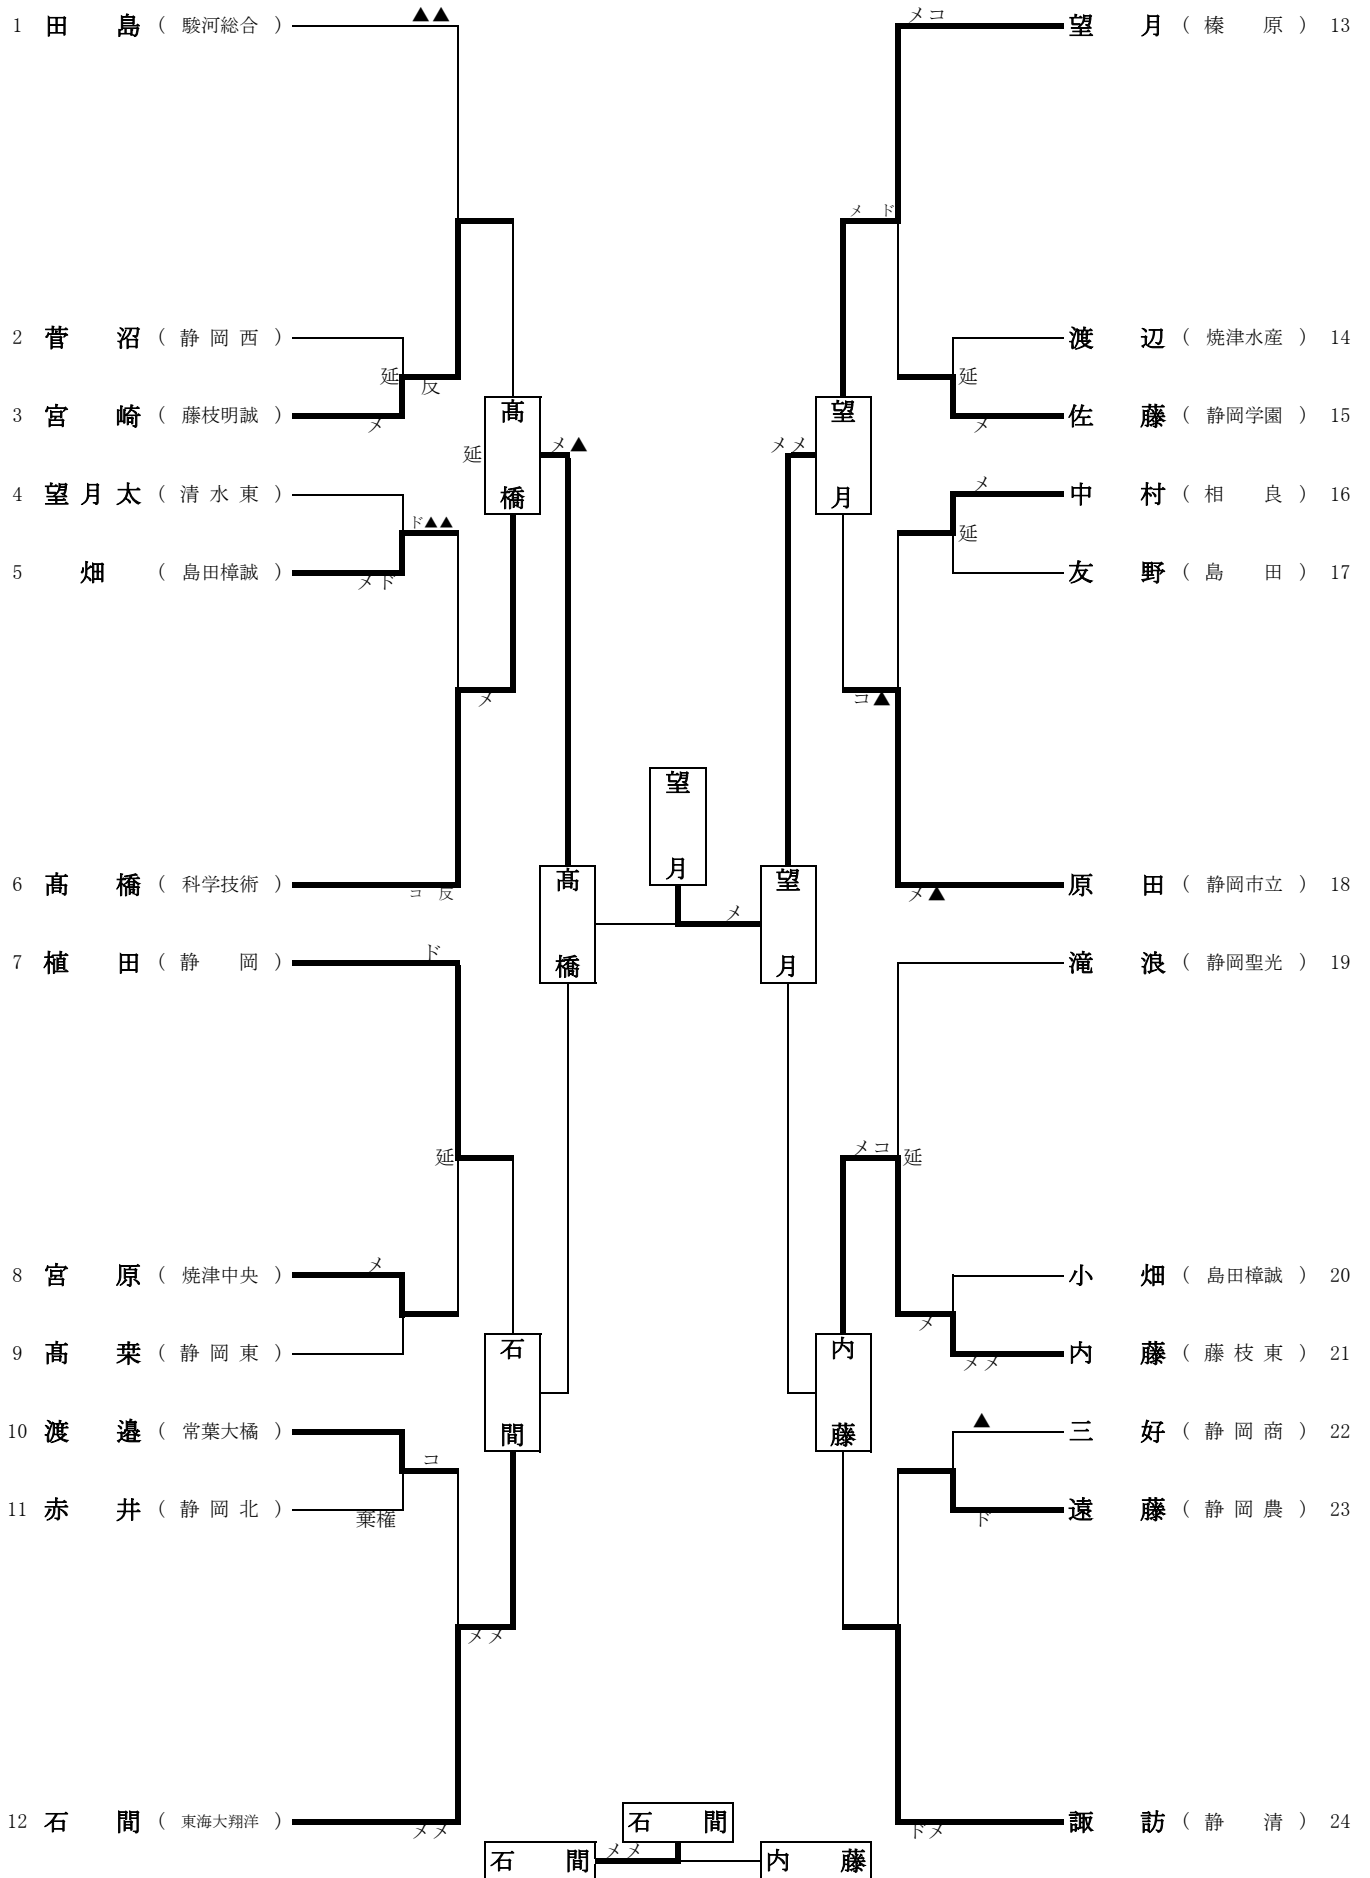 1 田 島 ( 駿河総合 )
▲▲
2 菅 沼 ( 静 岡 西 )
延 反
3 宮 崎 ( 藤枝明誠 )
メ
4 望 月 太 ( 清 水 東 )
ド▲▲
5 畑 ( 島田樟誠 )
メド
メ
6 髙 橋 ( 科学技術 )
コ 反
7 植 田 ( 静 岡 )
ド
延
8 宮 原 ( 焼津中央 )
メ
9 髙 栞 ( 静 岡 東 )
10 渡 邉 ( 常葉大橘 )
コ
11 赤 井 ( 静 岡 北 )
棄権
メメ
12 石 間 ( 東海大翔洋 )
メメ
髙 橋
延
メ▲
石 間
髙 橋
望 月
メ
望 月
メメ
望 月
内 藤
メコ
望 月 ( 榛 原 ) 13
メ ド
渡 辺 ( 焼津水産 ) 14
延
佐 藤 ( 静岡学園 ) 15
メ
メ
中 村 ( 相 良 ) 16
延
友 野 ( 島 田 ) 17
コ▲
原 田 ( 静岡市立 ) 18
メ▲
滝 浪 ( 静岡聖光 ) 19
メコ
延
小 畑 ( 島田樟誠 ) 20
メ
内 藤 ( 藤 枝 東 ) 21
メメ
▲
三 好 ( 静 岡 商 ) 22
遠 藤 ( 静 岡 農 ) 23
ド
諏 訪 ( 静 清 ) 24
ドメ
石 間
石 間
メメ
内 藤